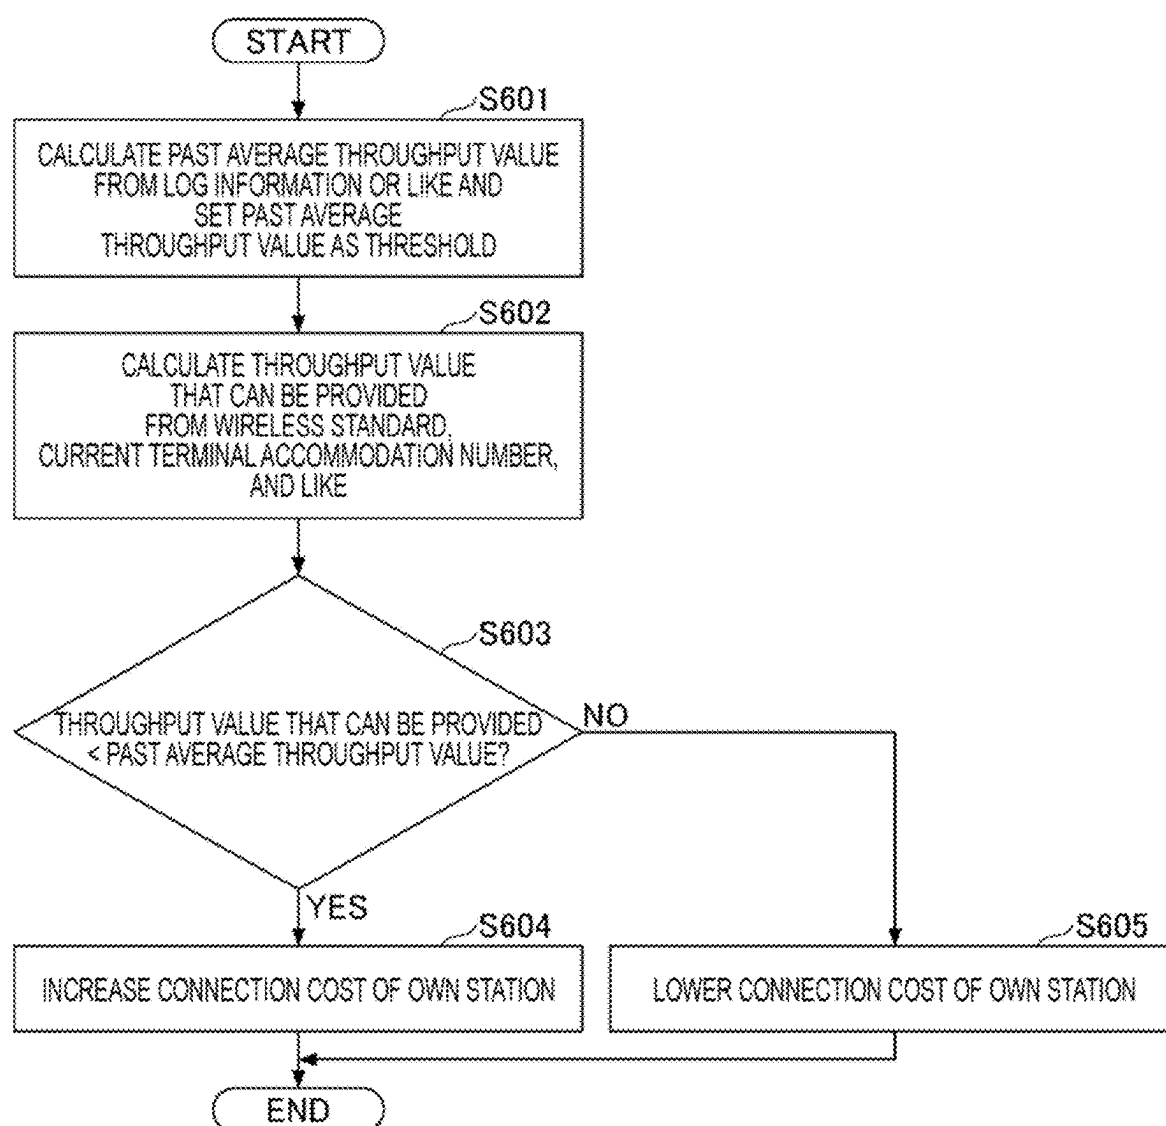 START
S601
CALCULATE PAST AVERAGE THROUGHPUT VALUE
FROM LOG INFORMATION OR LIKE AND
SET PAST AVERAGE
THROUGHPUT VALUE AS THRESHOLD
S602
CALCULATE THROUGHPUT VALUE
THAT CAN BE PROVIDED
FROM WIRELESS STANDARD,
CURRENT TERMINAL ACCOMMODATION NUMBER,
AND LIKE
S603
THROUGHPUT VALUE THAT CAN BE PROVIDED
< PAST AVERAGE THROUGHPUT VALUE?
NO
YES
S604
INCREASE CONNECTION COST OF OWN STATION
S605
LOWER CONNECTION COST OF OWN STATION
END